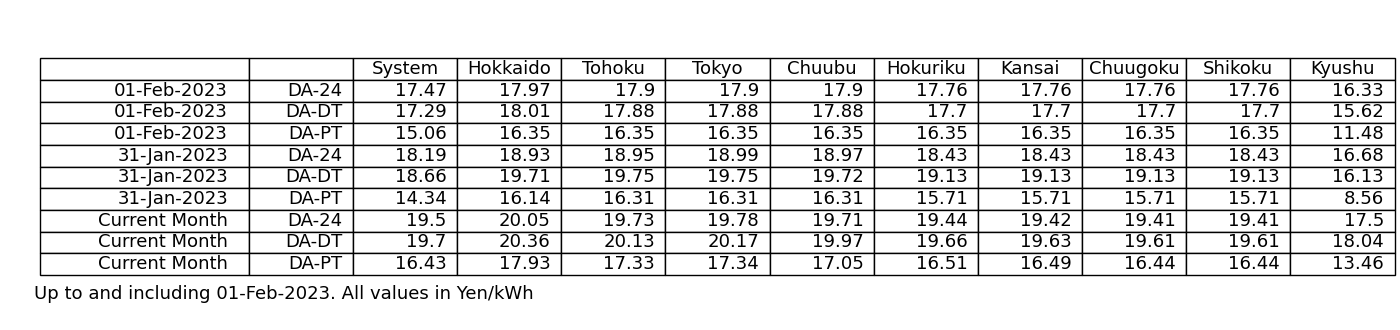 System Hokkaido Tohoku Tokyo Chuubu Hokuriku Kansai Chuugoku Shikoku Kyushu
01-Feb-2023 DA-24 17.47 17.97 17.9 17.9 17.9 17.76 17.76 17.76 17.76 16.33
01-Feb-2023 DA-DT 17.29 18.01 17.88 17.88 17.88 17.7 17.7 17.7 17.7 15.62
01-Feb-2023 DA-PT 15.06 16.35 16.35 16.35 16.35 16.35 16.35 16.35 16.35 11.48
31-Jan-2023 DA-24 18.19 18.93 18.95 18.99 18.97 18.43 18.43 18.43 18.43 16.68
31-Jan-2023 DA-DT 18.66 19.71 19.75 19.75 19.72 19.13 19.13 19.13 19.13 16.13
31-Jan-2023 DA-PT 14.34 16.14 16.31 16.31 16.31 15.71 15.71 15.71 15.71 8.56
Current Month DA-24 19.5 20.05 19.73 19.78 19.71 19.44 19.42 19.41 19.41 17.5
Current Month DA-DT 19.7 20.36 20.13 20.17 19.97 19.66 19.63 19.61 19.61 18.04
Current Month DA-PT 16.43 17.93 17.33 17.34 17.05 16.51 16.49 16.44 16.44 13.46
Up to and including 01-Feb-2023. All values in Yen/kWh